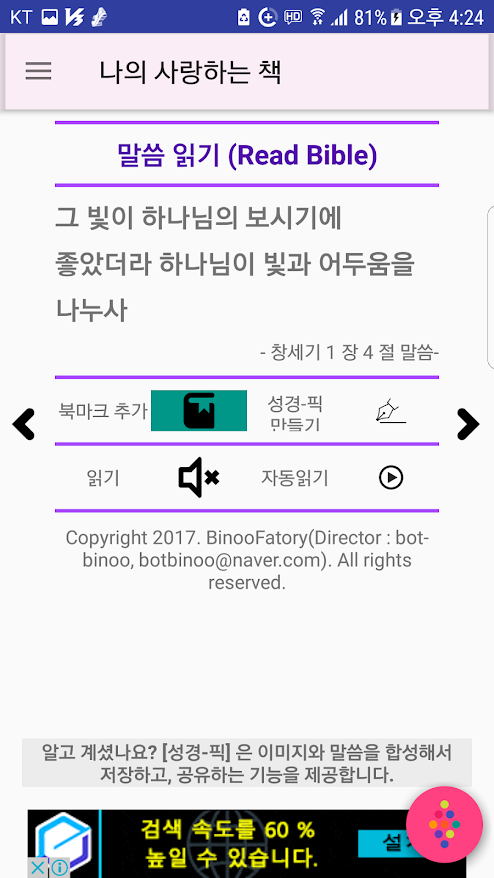 KT
HD
81%
오후 4:24
나의 사랑하는 책
말씀 읽기 (Read Bible)
그 빛이 하나님의 보시기에
좋았더라 하나님이 빛과 어두움을
나누사
- 창세기 1 장 4 절 말씀-
북마크 추가
성경-픽
만들기
읽기
자동읽기
Copyright 2017. BinooFatory(Director : bot-
binoo, botbinoo@naver.com). All rights
reserved.
알고 계셨나요? [성경-픽] 은 이미지와 말씀을 합성해서
저장하고, 공유하는 기능을 제공합니다.
검색 속도를 60 %
높일 수 있습니다.